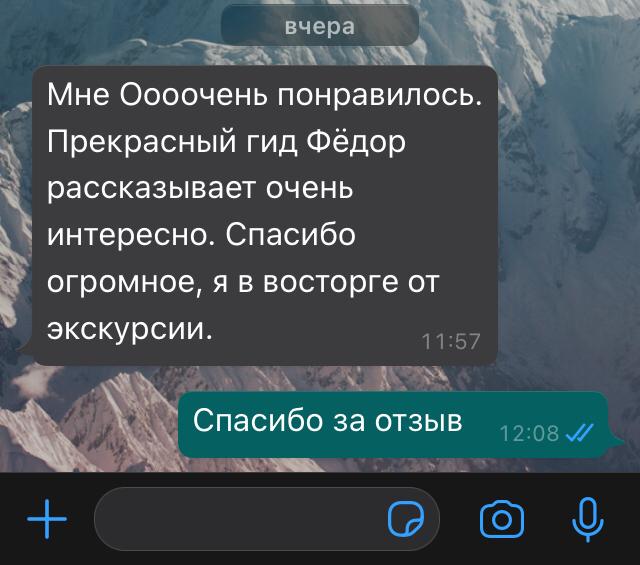 вчера
Мне Оооочень понравилось.
Прекрасный гид Фёдор
рассказывает очень
интересно. Спасибо
огромное, я в восторге от
экскурсии.
11:57
Спасибо за отзыв
12:08